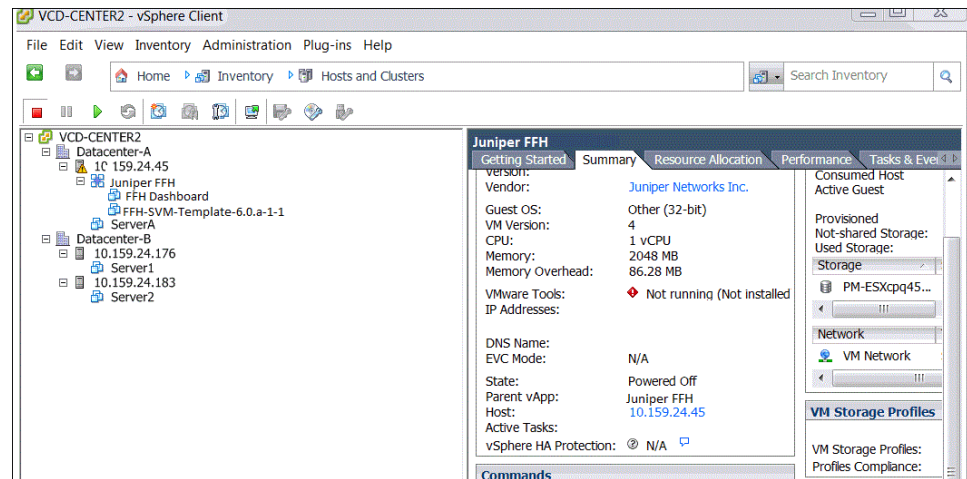 VCD-CENTER2 - vSphere Client
File Edit View Inventory Administration Plug-ins Help
Home Inventory Hosts and Clusters
Search Inventory
VCD-CENTER2
Datacenter-A
10 159.24.45
Juniper FFH
FFH Dashboard
FFH-SVM-Template-6.0.a-1-1
ServerA
Datacenter-B
10.159.24.176
Server1
10.159.24.183
Server2
Juniper FFH
Getting Started Summary Resource Allocation Performance Tasks & Even
Version:
Vendor: Juniper Networks Inc.
Guest OS: Other (32-bit)
VM Version: 4
CPU: 1 vCPU
Memory: 2048 MB
Memory Overhead: 86.28 MB
VMware Tools: Not running (Not installed
IP Addresses:
DNS Name:
EVC Mode: N/A
State: Powered Off
Parent vApp: Juniper FFH
Host: 10.159.24.45
Active Tasks:
vSphere HA Protection: N/A
Commands
Consumed Host
Active Guest
Provisioned
Not-shared Storage:
Used Storage:
Storage
PM-ESXcpq45...
Network
VM Network
VM Storage Profiles
VM Storage Profiles:
Profiles Compliance: